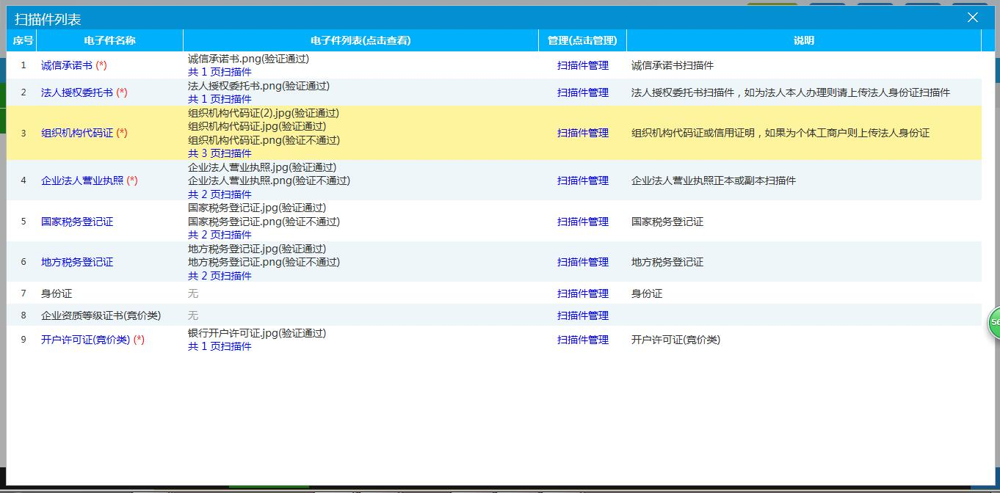 扫描件列表
序号 电子件名称 电子件列表(点击查看) 管理(点击管理) 说明
1 诚信承诺书 (*) 诚信承诺书.png(验证通过) 扫描件管理 诚信承诺书扫描件
共 1 页扫描件
2 法人授权委托书 (*) 法人授权委托书.png(验证通过) 扫描件管理 法人授权委托书扫描件，如为法人本人办理则请上传法人身份证扫描件
共 1 页扫描件
3 组织机构代码证 (*) 组织机构代码证(2).jpg(验证通过) 扫描件管理 组织机构代码证或信用证明，如果为个体工商户则上传法人身份证
组织机构代码证.jpg(验证通过)
组织机构代码证.png(验证不通过)
共 3 页扫描件
4 企业法人营业执照 (*) 企业法人营业执照.jpg(验证通过) 扫描件管理 企业法人营业执照正本或副本扫描件
企业法人营业执照.png(验证不通过)
共 2 页扫描件
5 国家税务登记证 国家税务登记证.jpg(验证通过) 扫描件管理 国家税务登记证
国家税务登记证.png(验证不通过)
共 2 页扫描件
6 地方税务登记证 地方税务登记证.jpg(验证通过) 扫描件管理 地方税务登记证
地方税务登记证.png(验证不通过)
共 2 页扫描件
7 身份证 无 扫描件管理 身份证
8 企业资质等级证书(竞价类) 无 扫描件管理
9 开户许可证(竞价类) (*) 银行开户许可证.jpg(验证通过) 扫描件管理 开户许可证(竞价类)
共 1 页扫描件